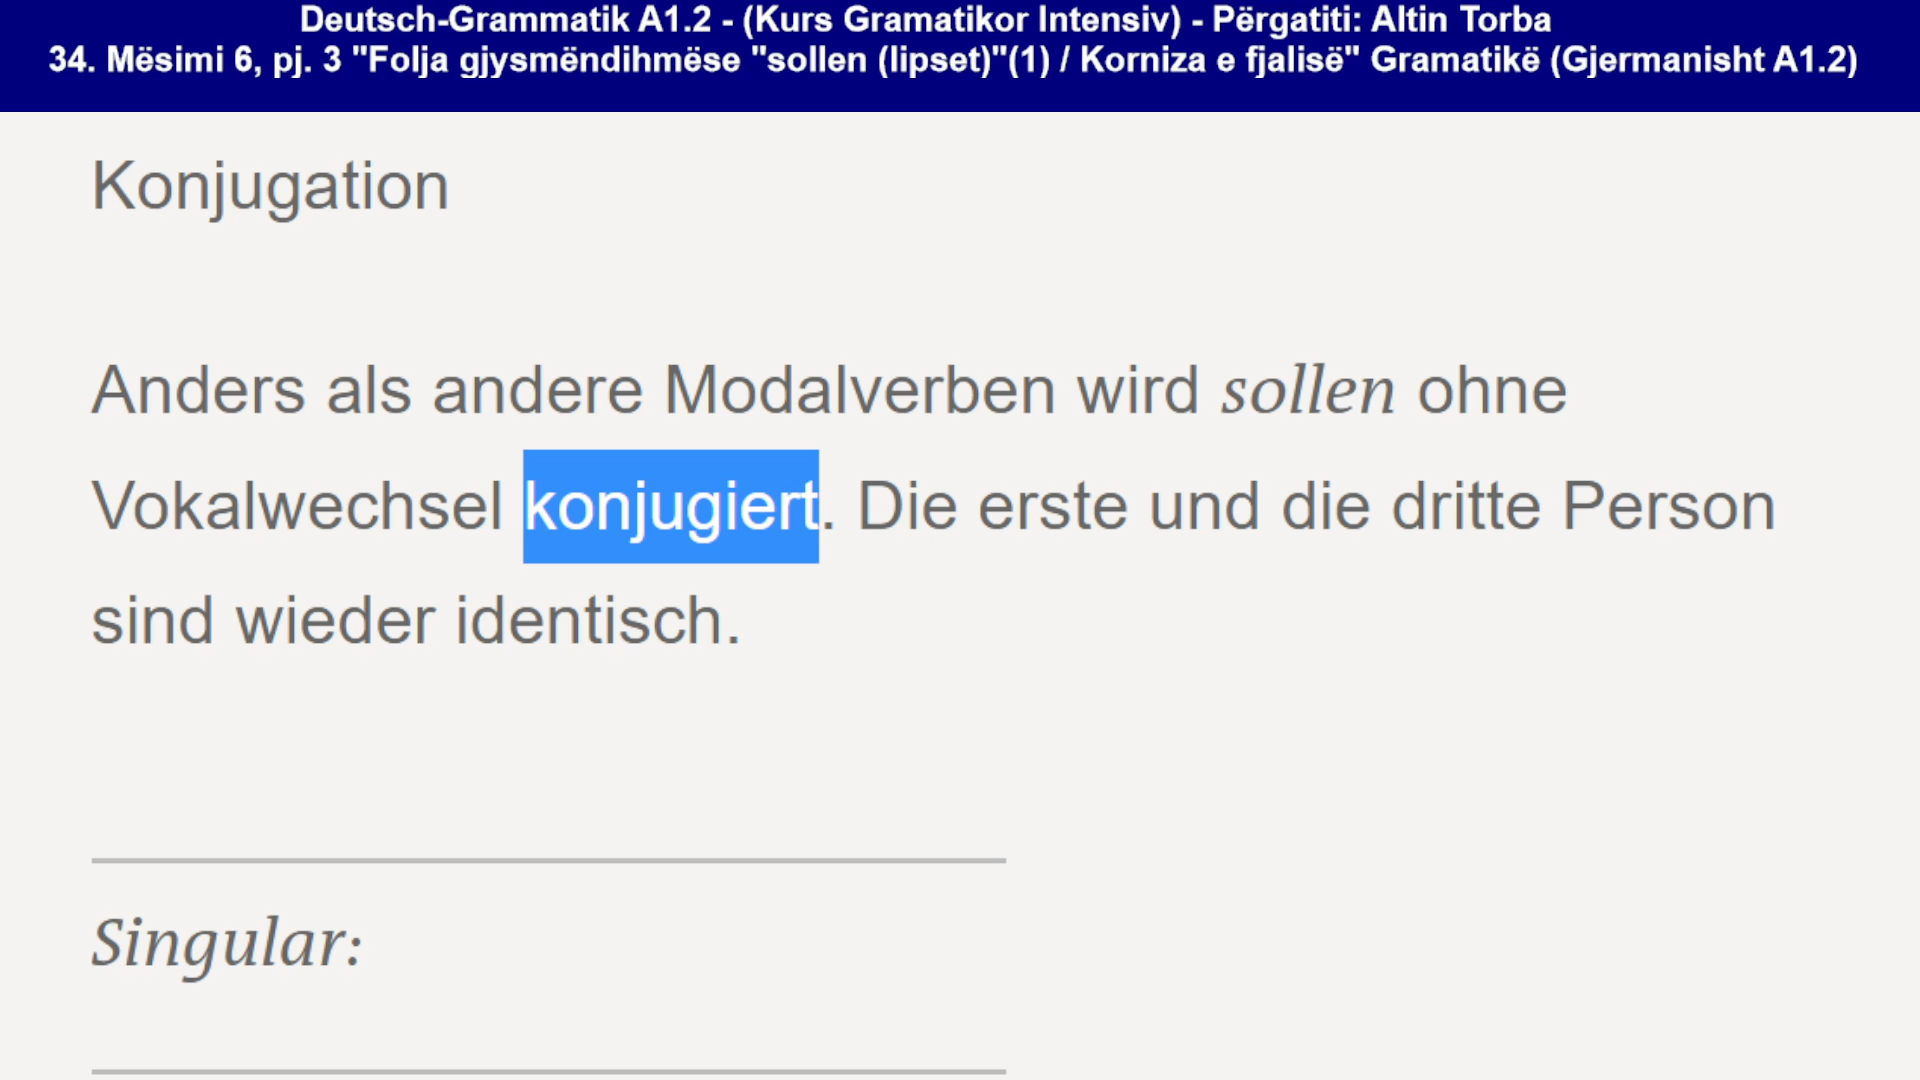 Deutsch-Grammatik A1.2 - (Kurs Gramatikor Intensiv) - Përgatiti: Altin Torba
34. Mësimi 6, pj. 3 "Folja gjysmëndihmëse "sollen (lipset)"(1) / Korniza e fjalisë" Gramatikë (Gjermanisht A1.2)
Konjugation
Anders als andere Modalverben wird sollen ohne
Vokalwechsel konjugiert. Die erste und die dritte Person
sind wieder identisch.
Singular: